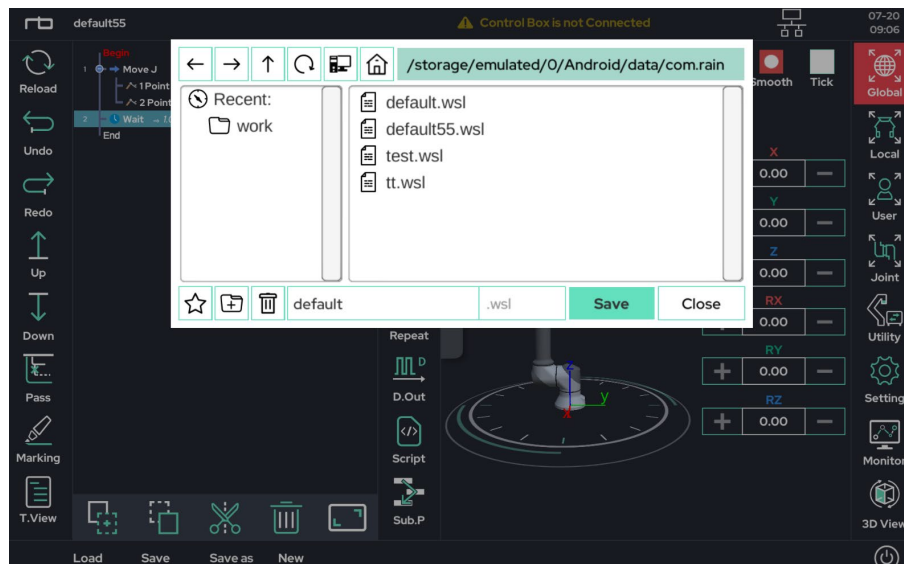 default55
Control Box is not Connected
07-20
09:06
Reload
Undo
Redo
Up
Down
Pass
Marking
T.View
Begin
1 Move J
1 Point
2 Point
2 Wait
End
/storage/emulated/0/Android/data/com.rain
Recent:
work
default.wsl
default55.wsl
test.wsl
tt.wsl
default
.wsl
Save
Close
Repeat
D.Out
Script
Sub.P
Smooth
Tick
X
0.00
Y
0.00
Z
0.00
RX
0.00
RY
0.00
RZ
0.00
z
y
x
Global
Local
User
Joint
Utility
Setting
Monitor
3D View
Load
Save
Save as
New